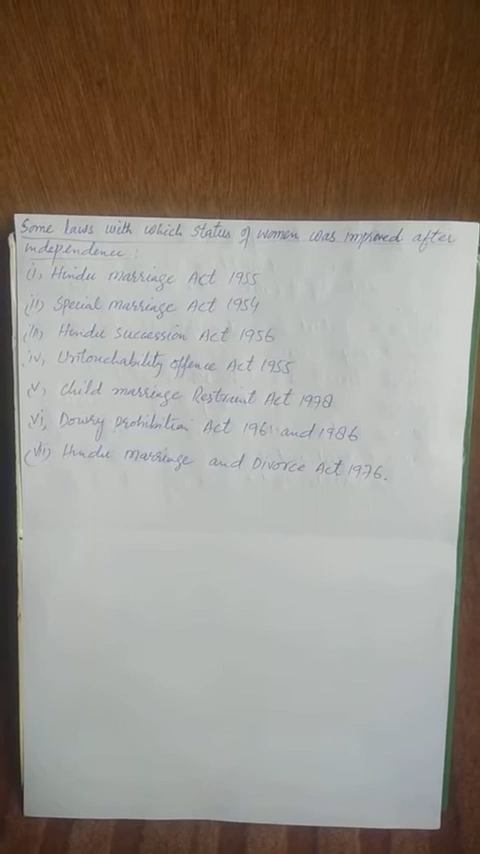 Some laws with which status of women was improved after
independence :
(i) Hindu marriage Act 1955
(ii) Special marriage Act 1954
(iii) Hindu succession Act 1956
(iv) Untouchability offence Act 1955
(v) Child marriage Restraint Act 1978
(vi) Dowry prohibition Act 1961 and 1986
(vii) Hindu marriage and Divorce Act 1976.